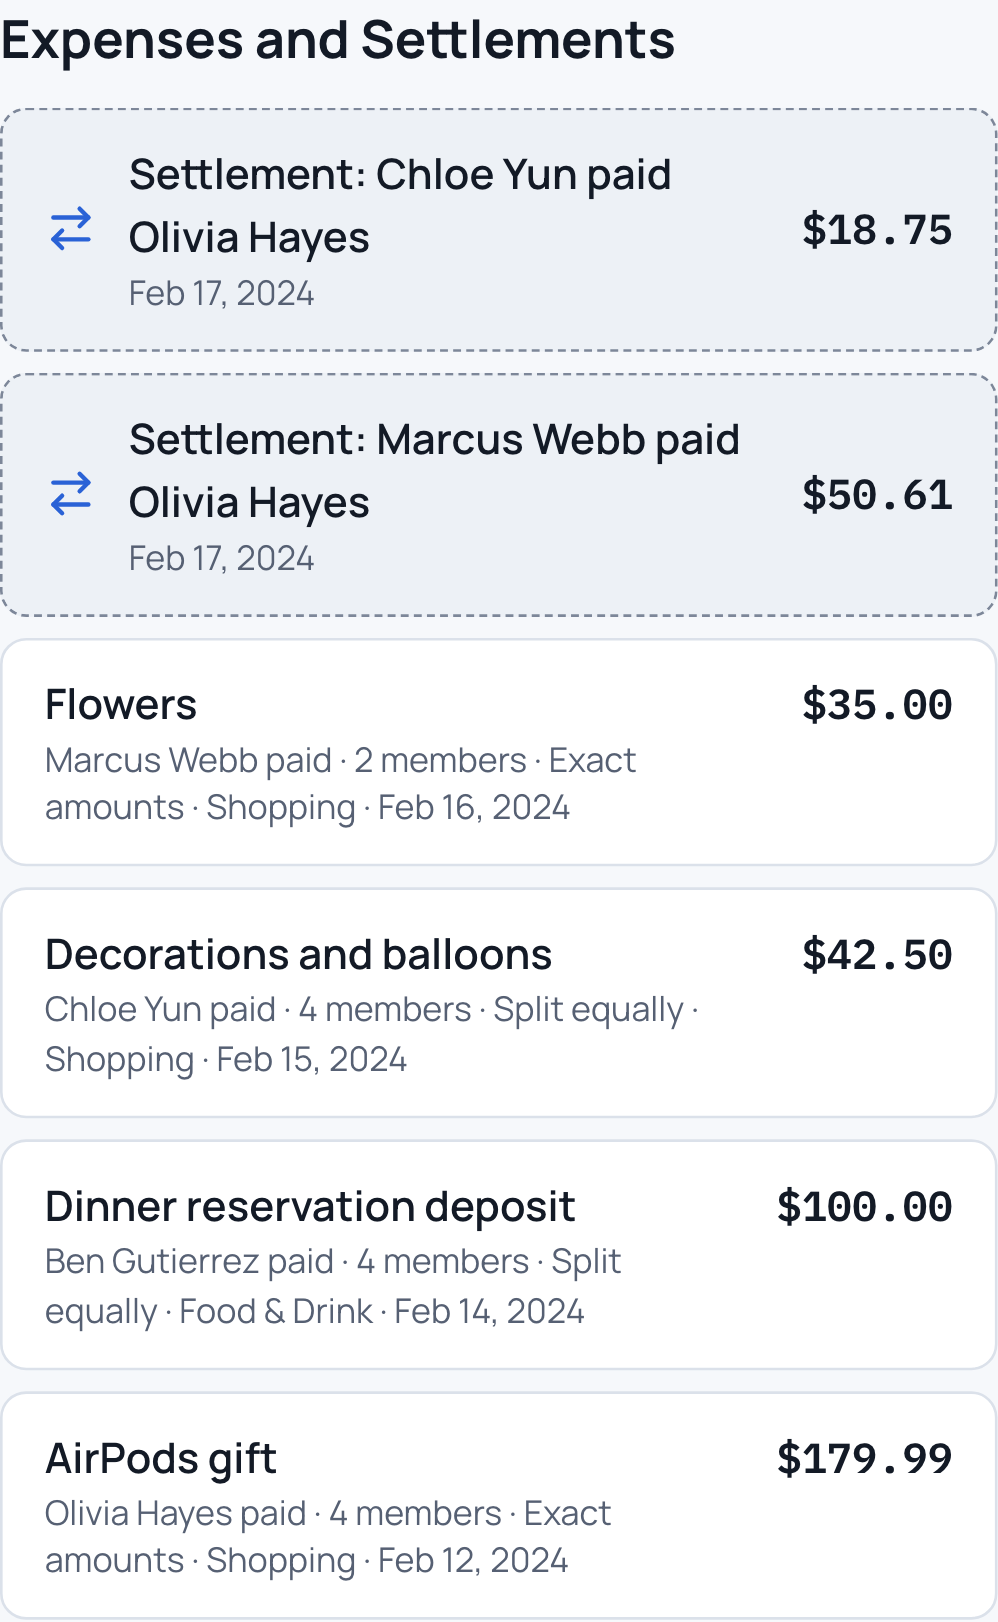 Expenses and Settlements
Settlement: Chloe Yun paid
Olivia Hayes
$18.75
Feb 17, 2024
Settlement: Marcus Webb paid
Olivia Hayes
$50.61
Feb 17, 2024
Flowers
$35.00
Marcus Webb paid · 2 members · Exact
amounts · Shopping · Feb 16, 2024
Decorations and balloons
$42.50
Chloe Yun paid · 4 members · Split equally ·
Shopping · Feb 15, 2024
Dinner reservation deposit
$100.00
Ben Gutierrez paid · 4 members · Split
equally · Food & Drink · Feb 14, 2024
AirPods gift
$179.99
Olivia Hayes paid · 4 members · Exact
amounts · Shopping · Feb 12, 2024